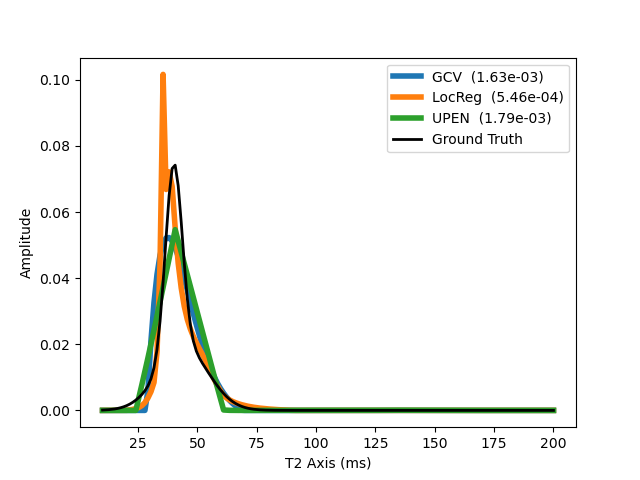 GCV (1.63e-03)
LocReg (5.46e-04)
UPEN (1.79e-03)
Ground Truth
0.10
0.08
0.06
0.04
0.02
0.00
Amplitude
25 50 75 100 125 150 175 200
T2 Axis (ms)